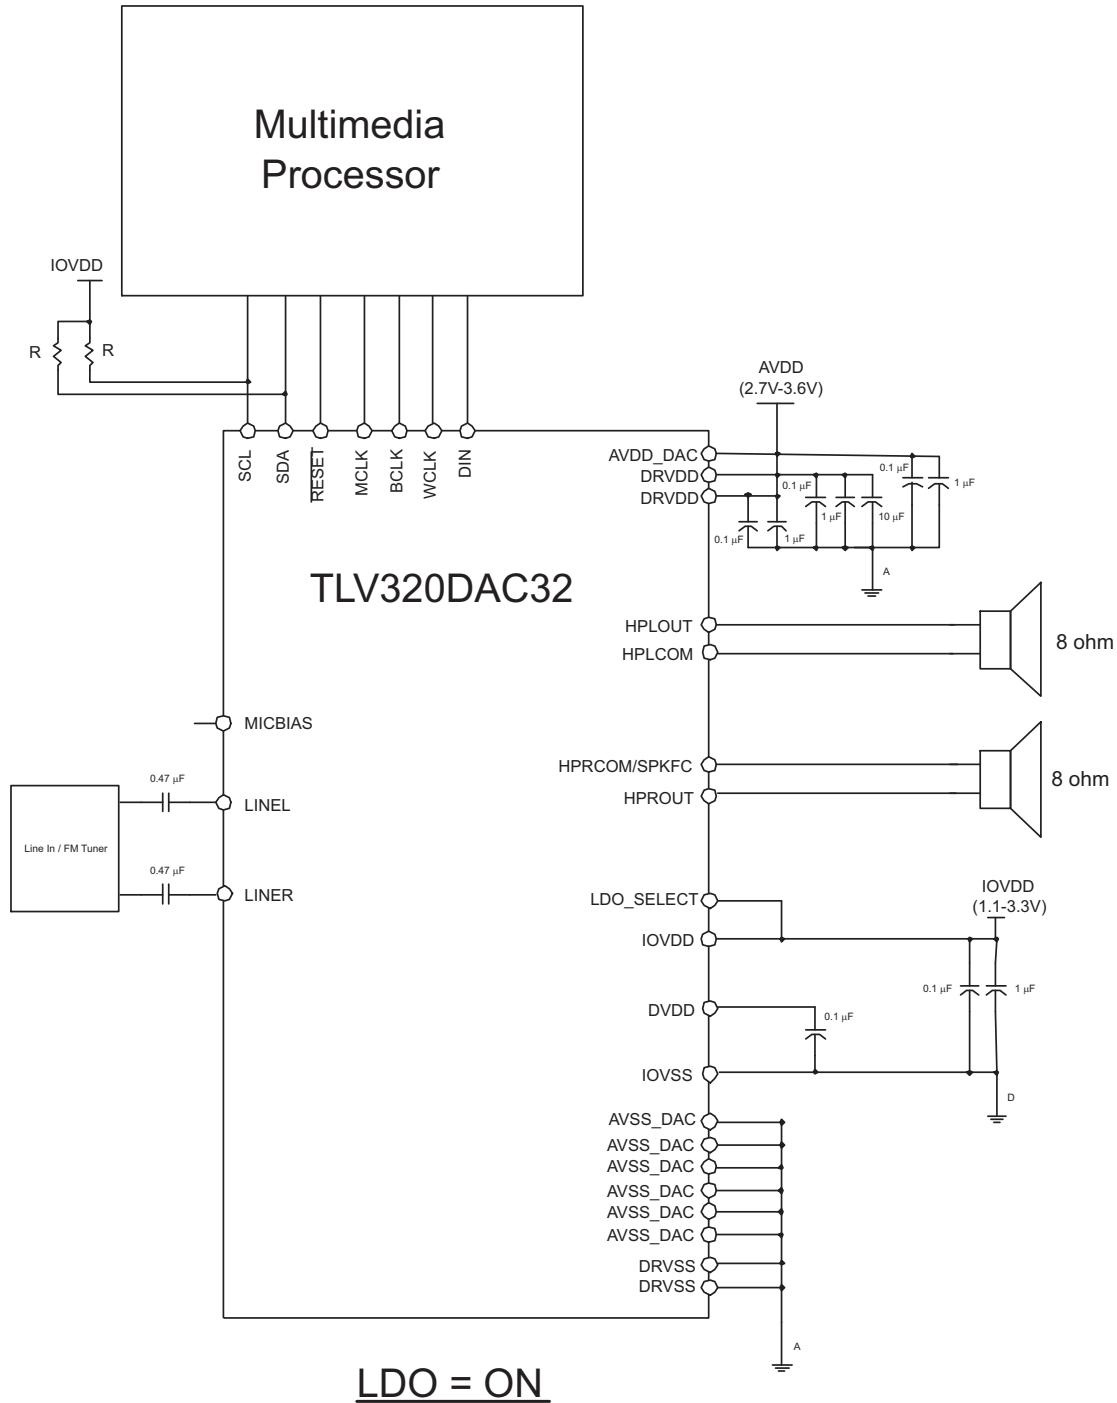 Multimedia
Processor
IOVDD
R
R
AVDD
(2.7V-3.6V)
SCL
SDA
RESET
MCLK
BCLK
WCLK
DIN
AVDD_DAC
DRVDD
DRVDD
0.1 µF
1 µF
0.1 µF
1 µF
10 µF
0.1 µF
1 µF
A
TLV320DAC32
HPLOUT
HPLCOM
8 ohm
MICBIAS
HPRCOM/SPKFC
HPROUT
8 ohm
0.47 µF
LINEL
Line In / FM Tuner
0.47 µF
LINER
LDO_SELECT
IOVDD
IOVDD
(1.1-3.3V)
0.1 µF
1 µF
DVDD
0.1 µF
IOVSS
D
AVSS_DAC
AVSS_DAC
AVSS_DAC
AVSS_DAC
AVSS_DAC
AVSS_DAC
DRVSS
DRVSS
A
LDO = ON